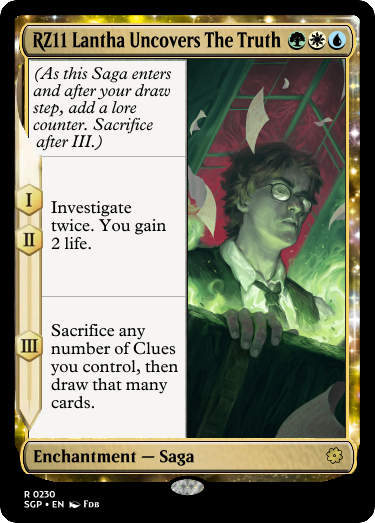 RZ11 Lantha Uncovers The Truth
(As this Saga enters
and after your draw
step, add a lore
counter. Sacrifice
after III.)
I
II
Investigate
twice. You gain
2 life.
III
Sacrifice any
number of Clues
you control, then
draw that many
cards.
Enchantment — Saga
R 0230
SGP • EN FDB